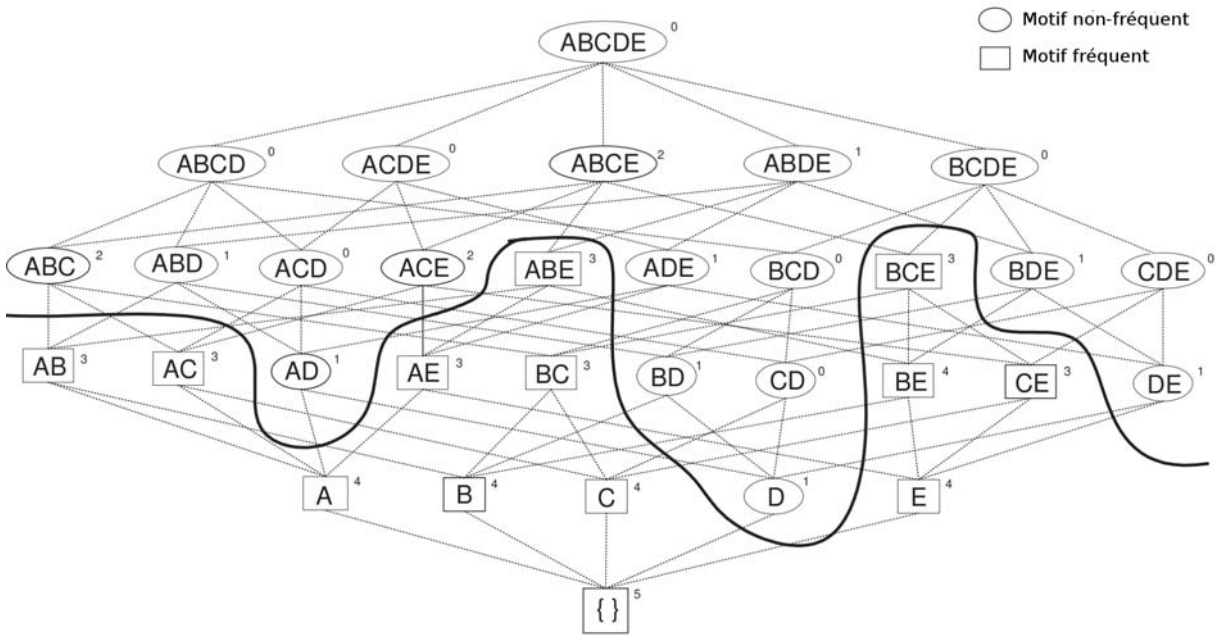 ABCDE 0 Motif non-fréquent
Motif fréquent
ABCD 0 ACDE 0 ABCE 2 ABDE 1 BCDE 0
ABC 2 ABD 1 ACD 0 ACE 2 ABE 3 ADE 1 BCD 0 BCE 3 BDE 1 CDE 0
AB 3 AC 3 AD 1 AE 3 BC 3 BD 1 CD 0 BE 4 CE 3 DE 1
A 4 B 4 C 4 D 1 E 4
{ } 5